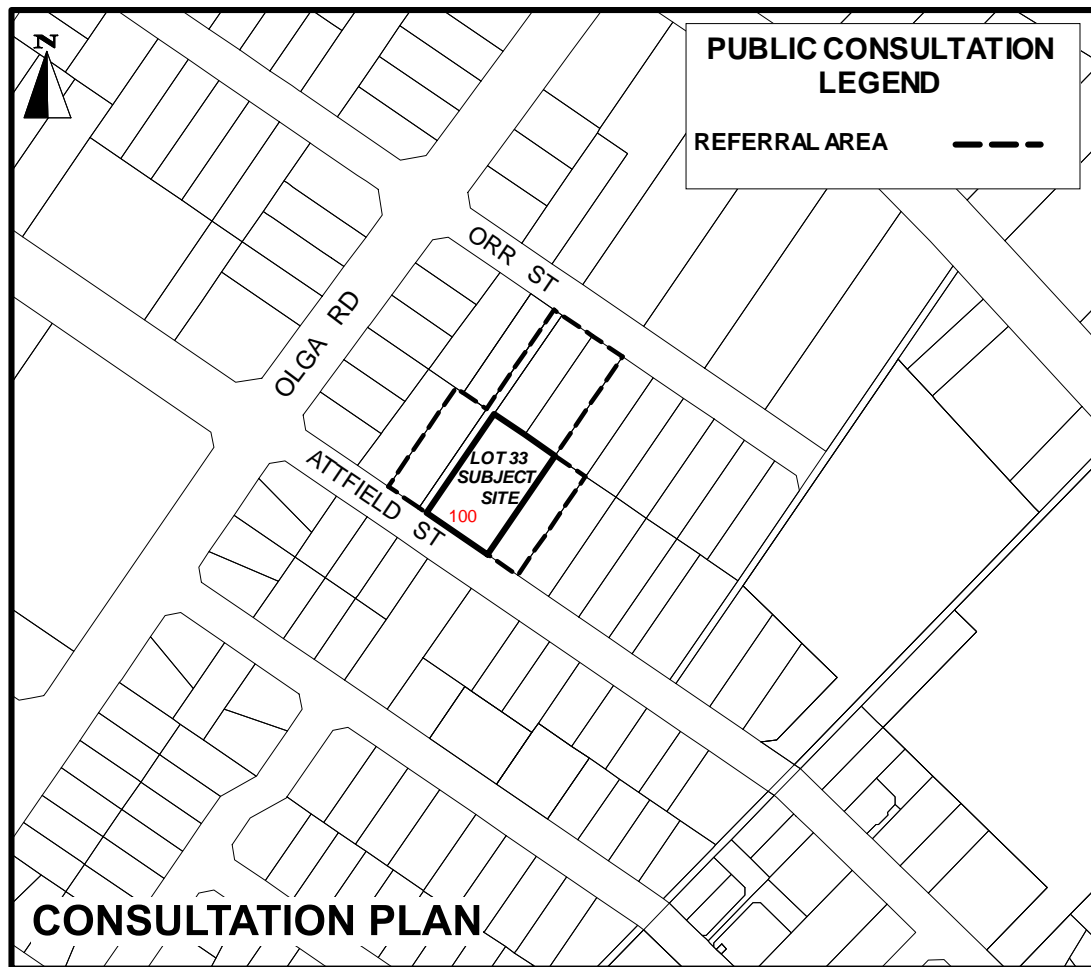 N
PUBLIC CONSULTATION
LEGEND
REFERRAL AREA
ORR ST
OLGA RD
ATTFIELD ST
LOT 33
SUBJECT
SITE
100
CONSULTATION PLAN